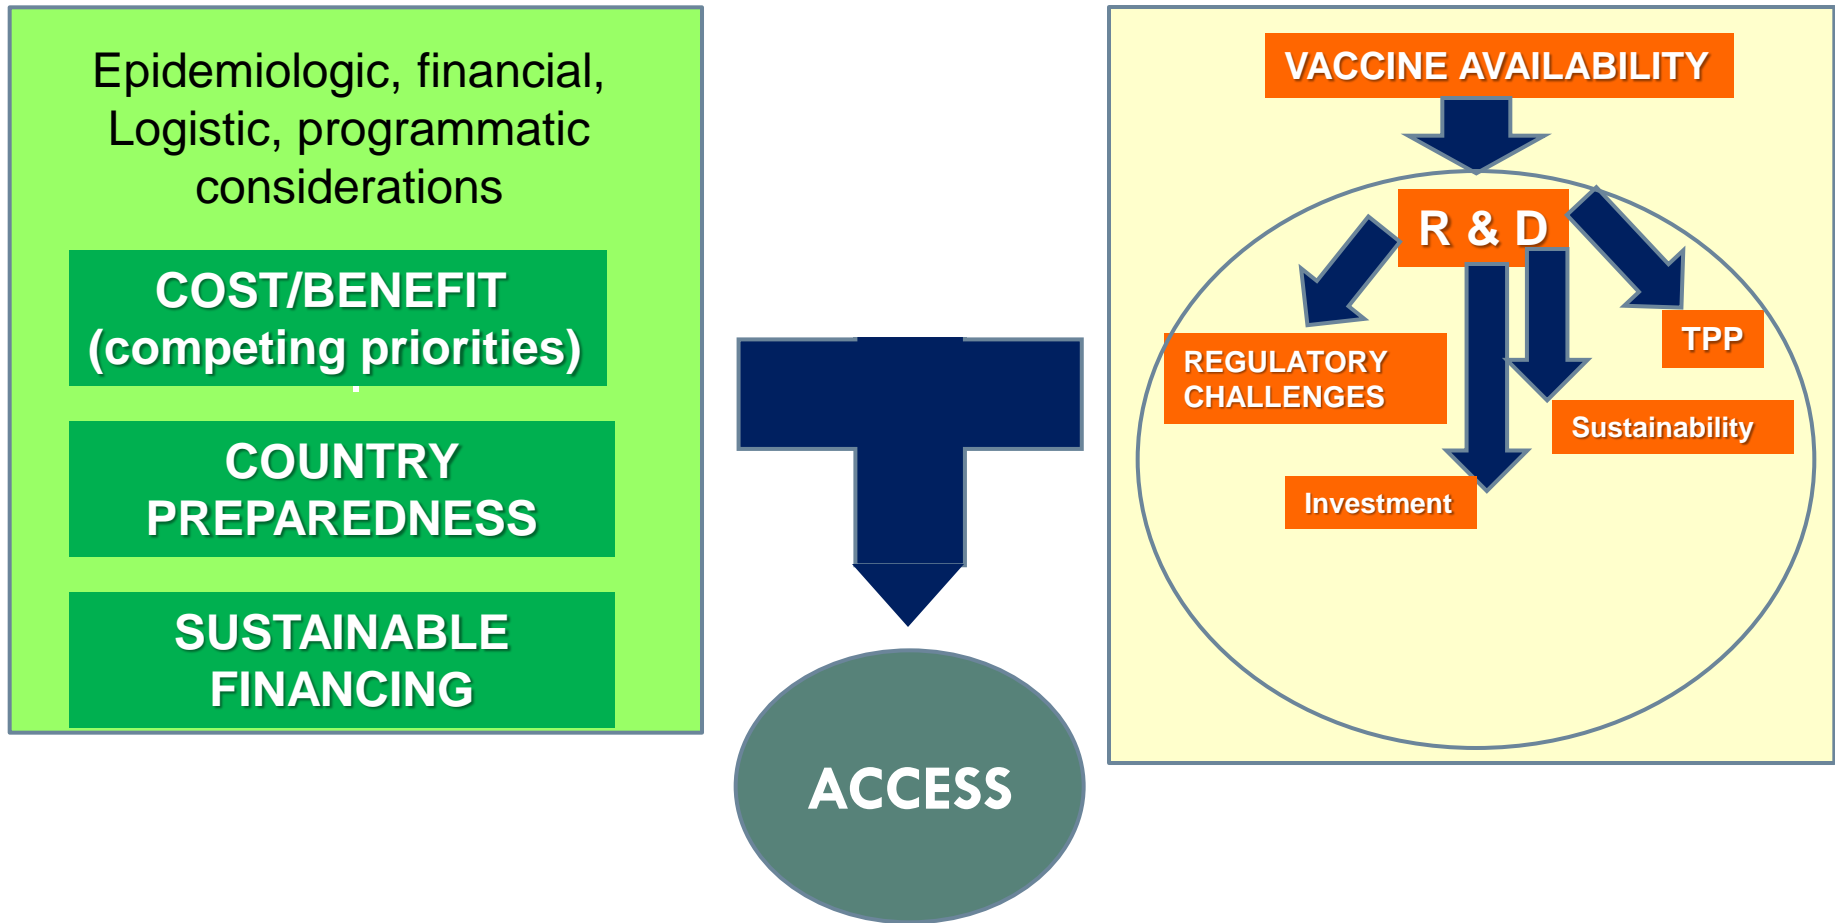 Epidemiologic, financial,
Logistic, programmatic
considerations
COST/BENEFIT
(competing priorities)
COUNTRY
PREPAREDNESS
SUSTAINABLE
FINANCING
ACCESS
VACCINE AVAILABILITY
R & D
REGULATORY
CHALLENGES
TPP
Sustainability
Investment